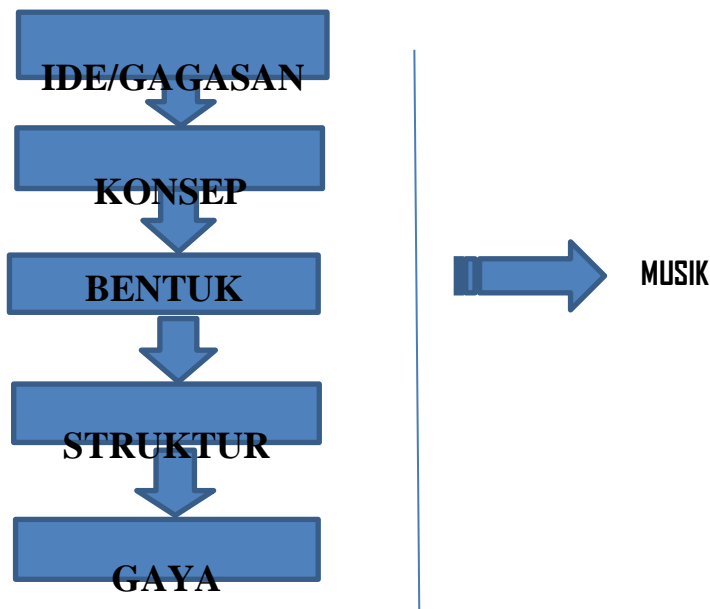 IDE/GAGASAN
KONSEP
BENTUK
STRUKTUR
GAYA
MUSIK